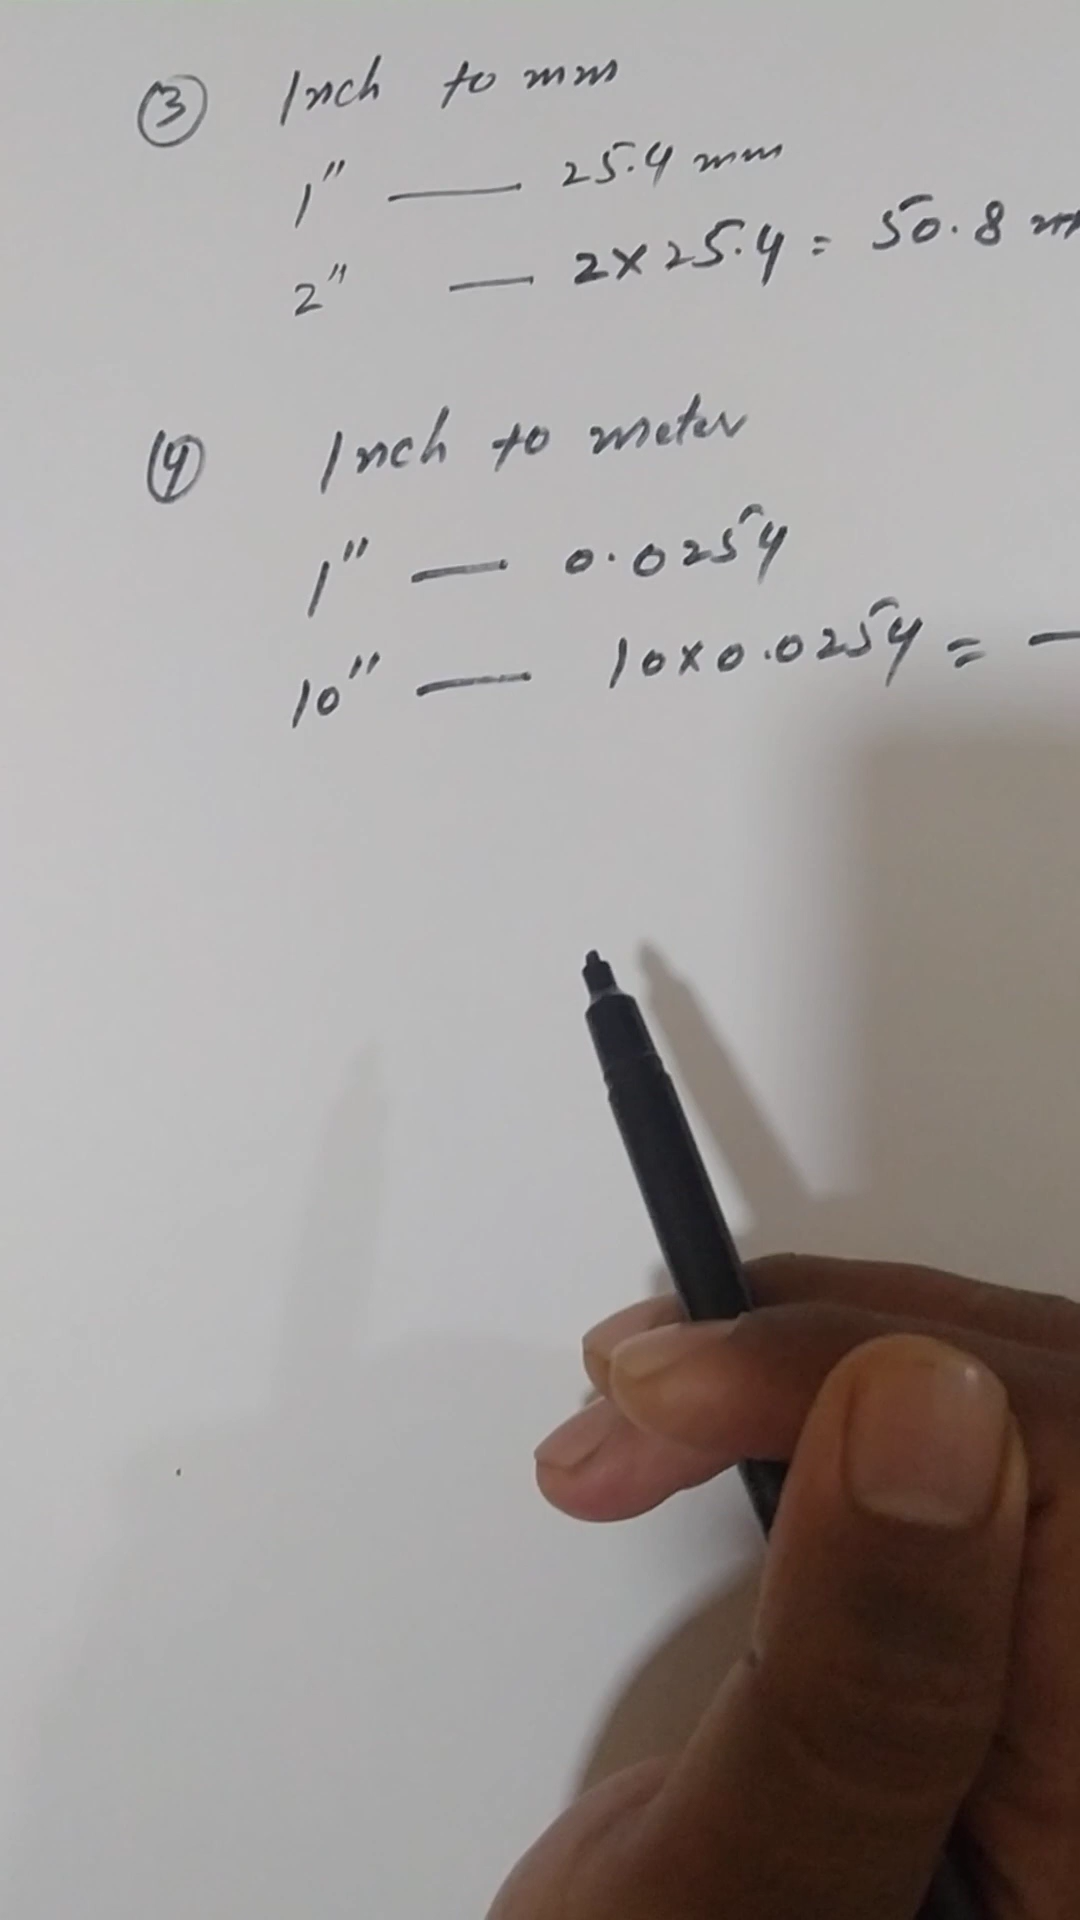 ③ Inch to mm
1" — 25.4 mm
2" — 2×25.4 = 50.8
④ Inch to meter
1" — 0.0254
10" — 10×0.0254 = —